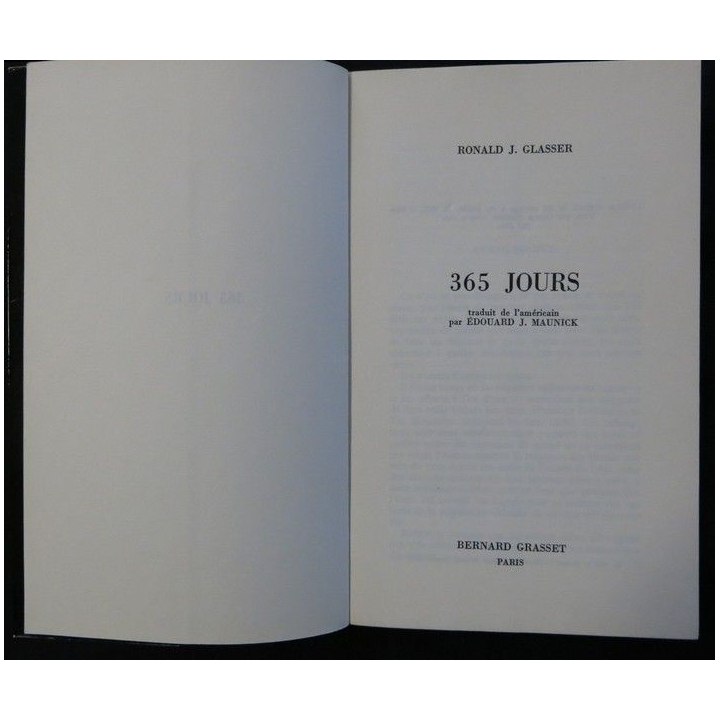 RONALD J. GLASSER
365 JOURS
traduit de l'américain
par ÉDOUARD J. MAUNICK
BERNARD GRASSET
PARIS